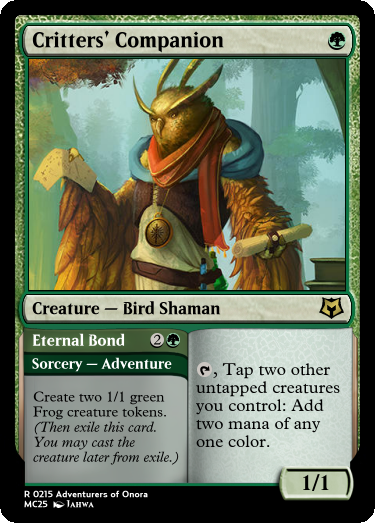 Critters' Companion
Creature — Bird Shaman
Eternal Bond 2
Sorcery — Adventure
Create two 1/1 green
Frog creature tokens.
(Then exile this card.
You may cast the
creature later from exile.)
, Tap two other
untapped creatures
you control: Add
two mana of any
one color.
1/1
R 0215 Adventurers of Onora
MC25 Jahwa